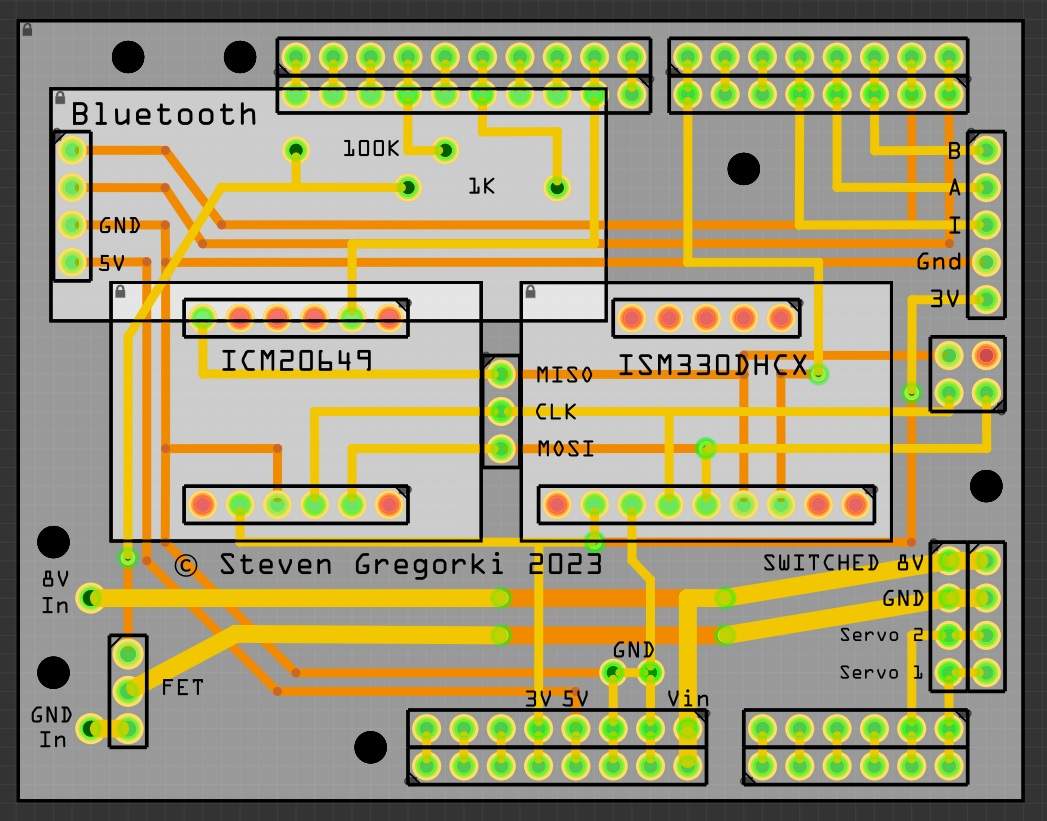 Bluetooth
100K
B
1K
A
GND
I
5V
Gnd
3V
ICM20649
ISM330DHCX
MISO
CLK
MOSI
© Steven Gregorki 2023
SWITCHED 8V
8V
In
GND
Servo 2
GND
Servo 1
FET
3V 5V
Vin
GND
In